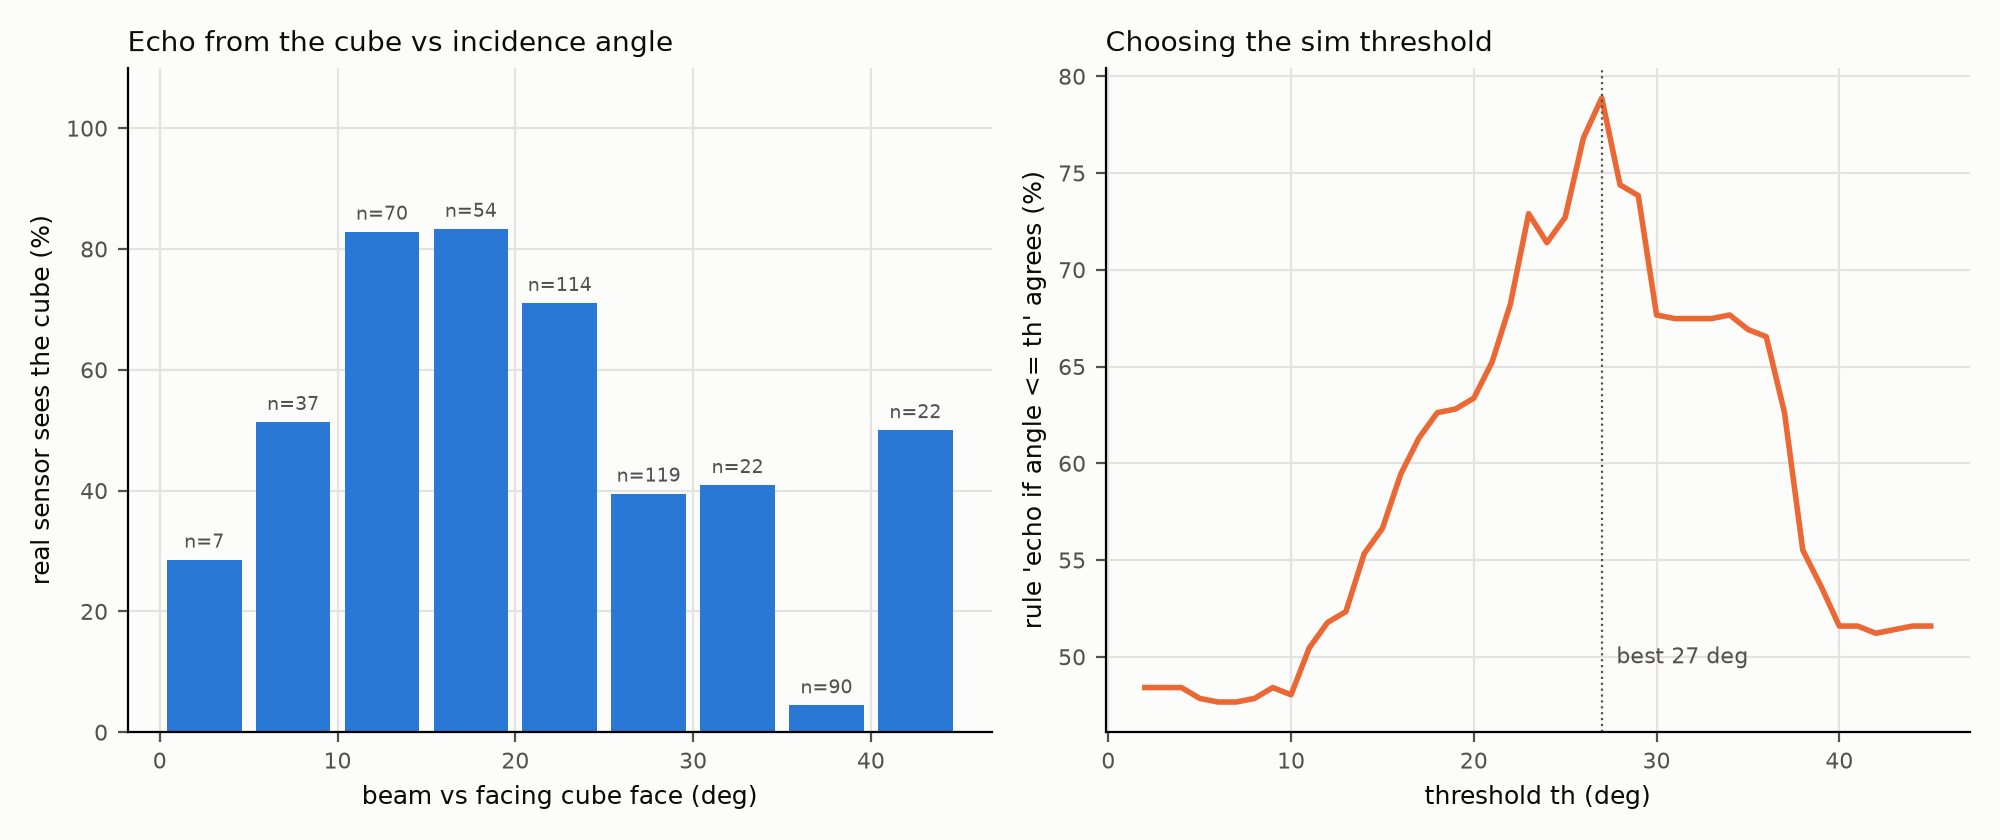 Echo from the cube vs incidence angle
real sensor sees the cube (%)
100
80
60
40
20
0
n=7
n=37
n=70
n=54
n=114
n=119
n=22
n=90
n=22
0 10 20 30 40
beam vs facing cube face (deg)
Choosing the sim threshold
rule 'echo if angle <= th' agrees (%)
80
75
70
65
60
55
50
best 27 deg
0 10 20 30 40
threshold th (deg)